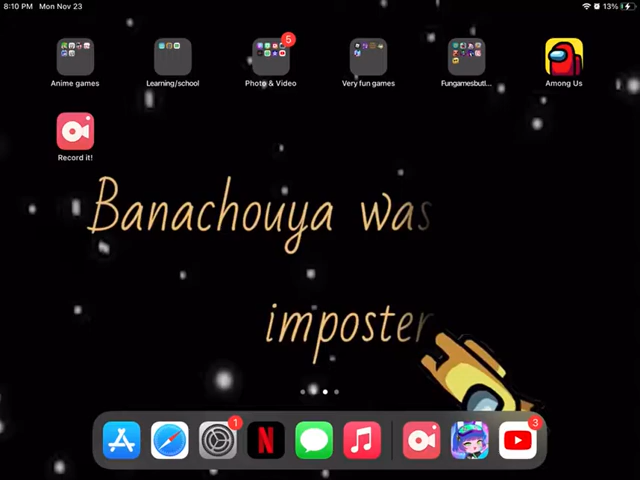 8:10 PM Mon Nov 23
13%
5
Anime games
Learning/school
Photo & Video
Very fun games
Fungamesbutl...
Among Us
Record it!
Banachouya was
imposter
1
N
3